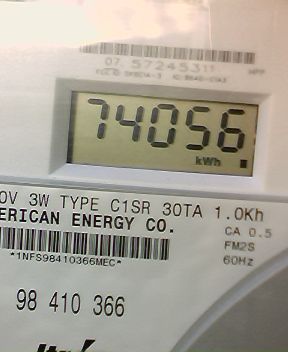 07 57245311
74056
kWh
0V 3W TYPE C1SR 30TA 1.0Kh
ERICAN ENERGY CO.
CA 0.5
FM2S
60Hz
*1NFS98410366MEC*
98 410 366